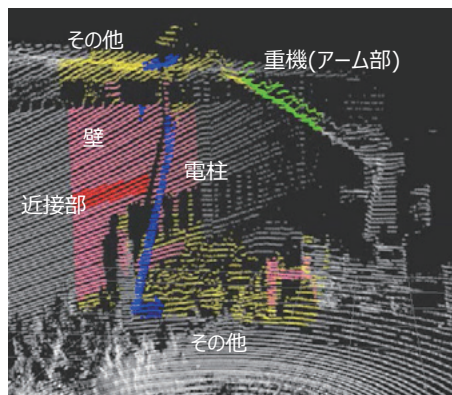 その他
重機(アーム部)
壁
電柱
近接部
その他